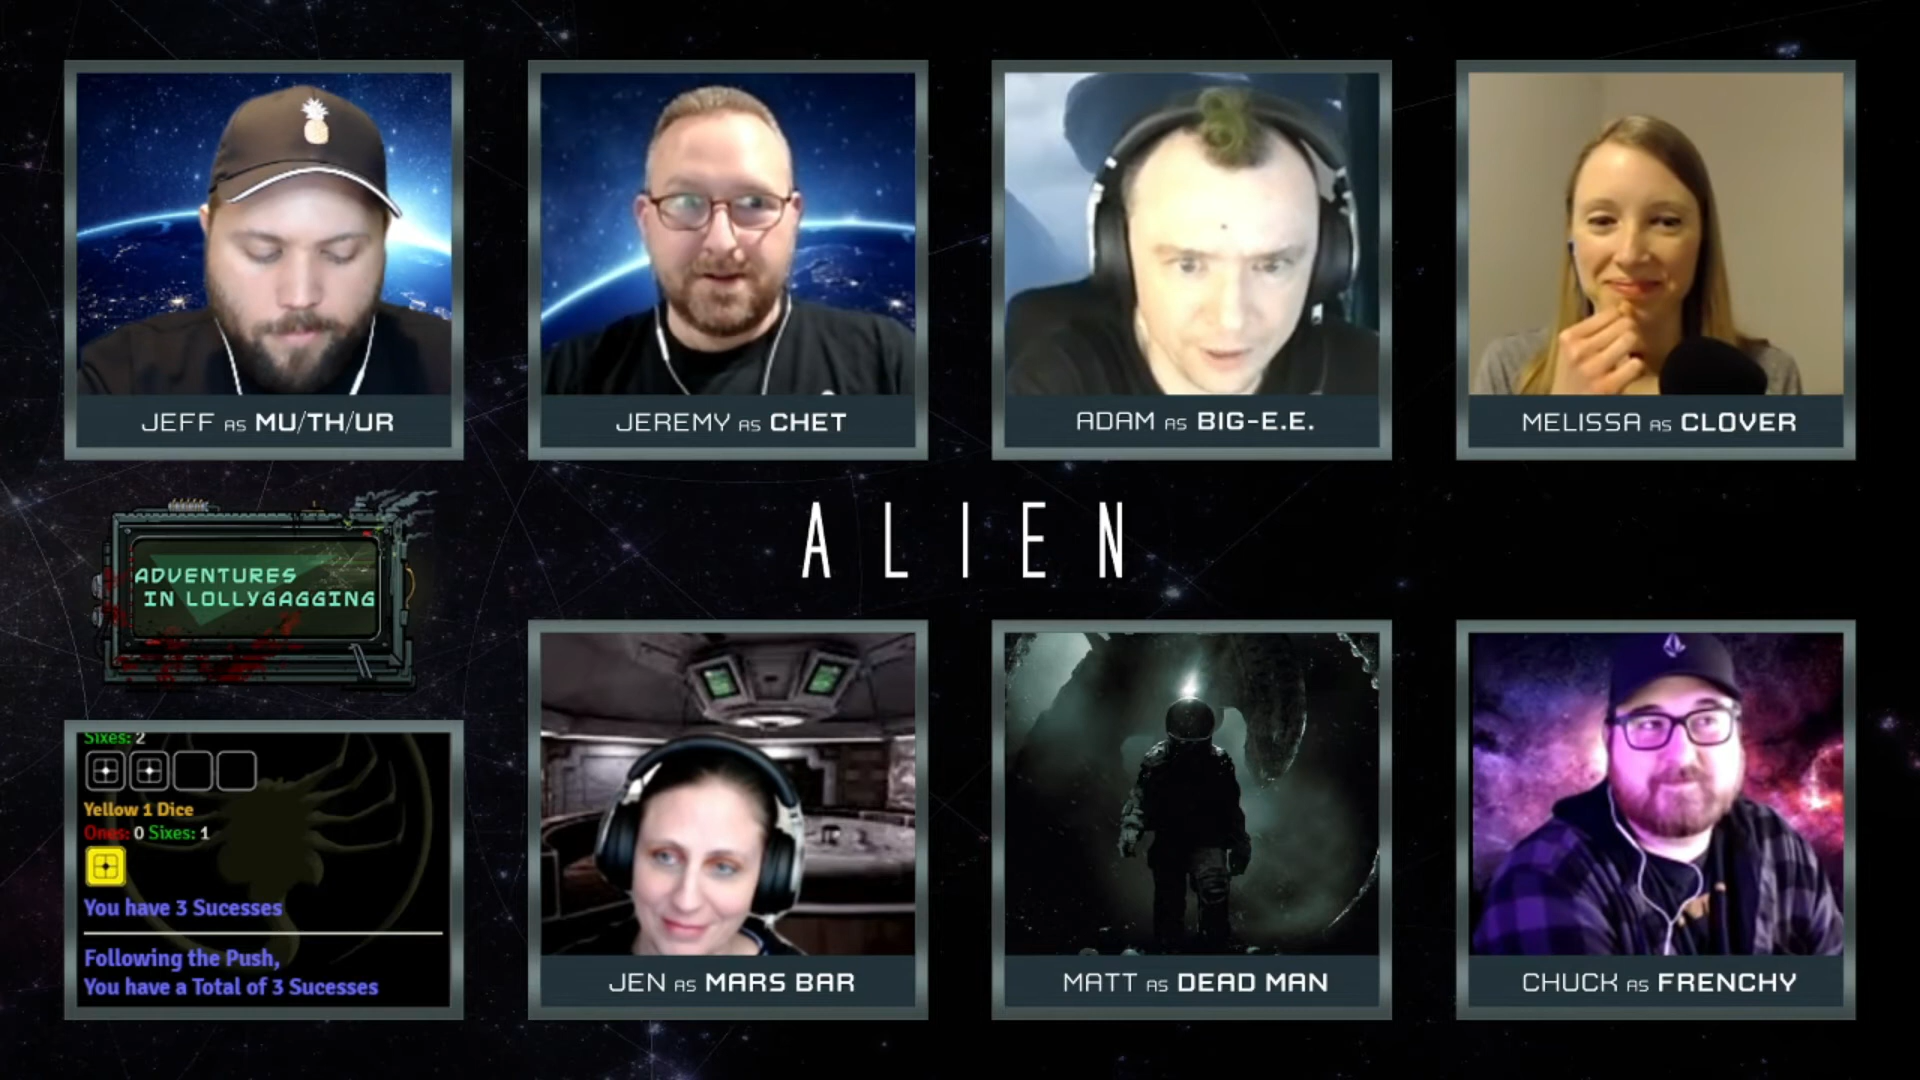 JEFF AS MU/TH/UR
JEREMY AS CHET
ADAM AS BIG-E.E.
MELISSA AS CLOVER
ADVENTURES
IN LOLLYGAGGING
ALIEN
Sixes: 2
Yellow 1 Dice
Ones: 0 Sixes: 1
You have 3 Sucesses
Following the Push,
You have a Total of 3 Sucesses
JEN AS MARS BAR
MATT AS DEAD MAN
CHUCK AS FRENCHY